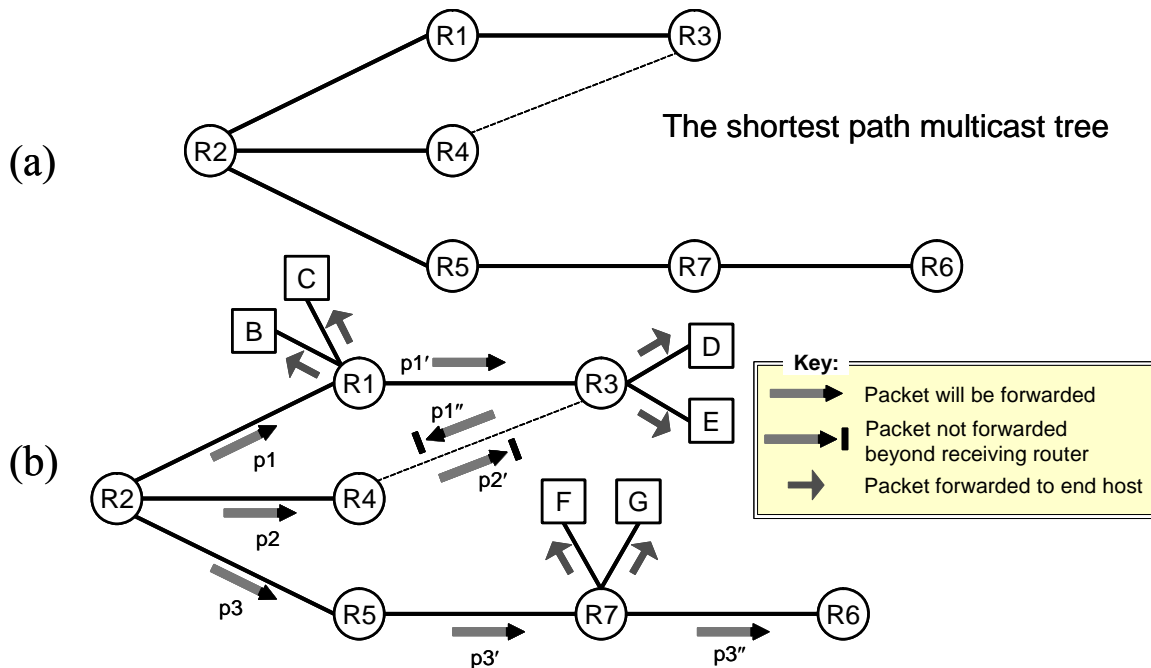 R1
R3
The shortest path multicast tree
(a)
R2
R4
R5
R7
R6
C
B
p1′
D
R1
R3
Key:
E
Packet will be forwarded
p1″
Packet not forwarded
beyond receiving router
p1
(b)
p2′
Packet forwarded to end host
R2
R4
F
G
p2
p3
R5
R7
R6
p3′
p3″